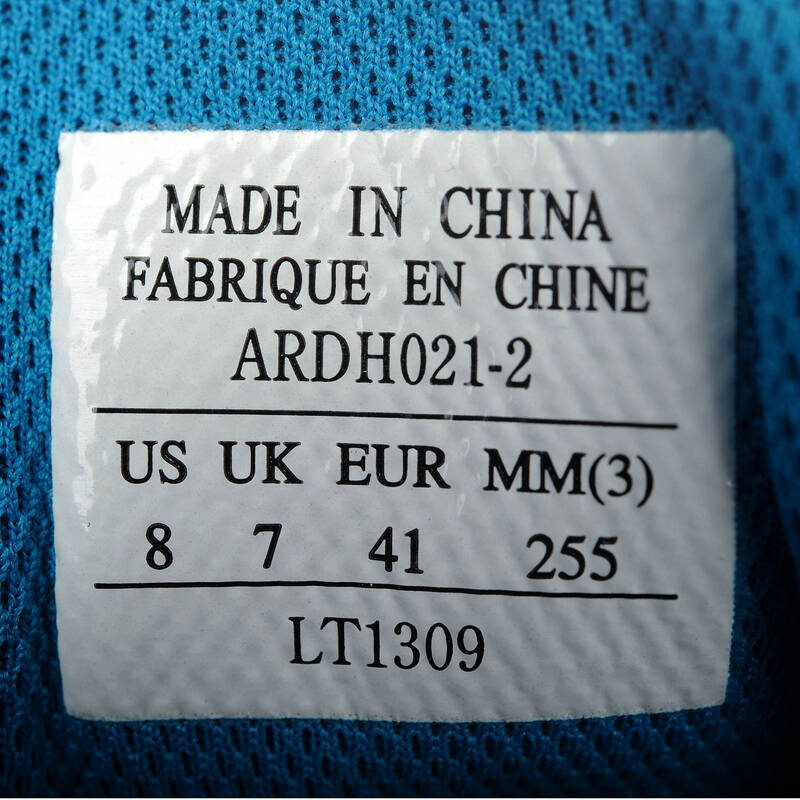 MADE IN CHINA
FABRIQUE EN CHINE
ARDH021-2
US UK EUR MM(3)
8 7 41 255
LT1309